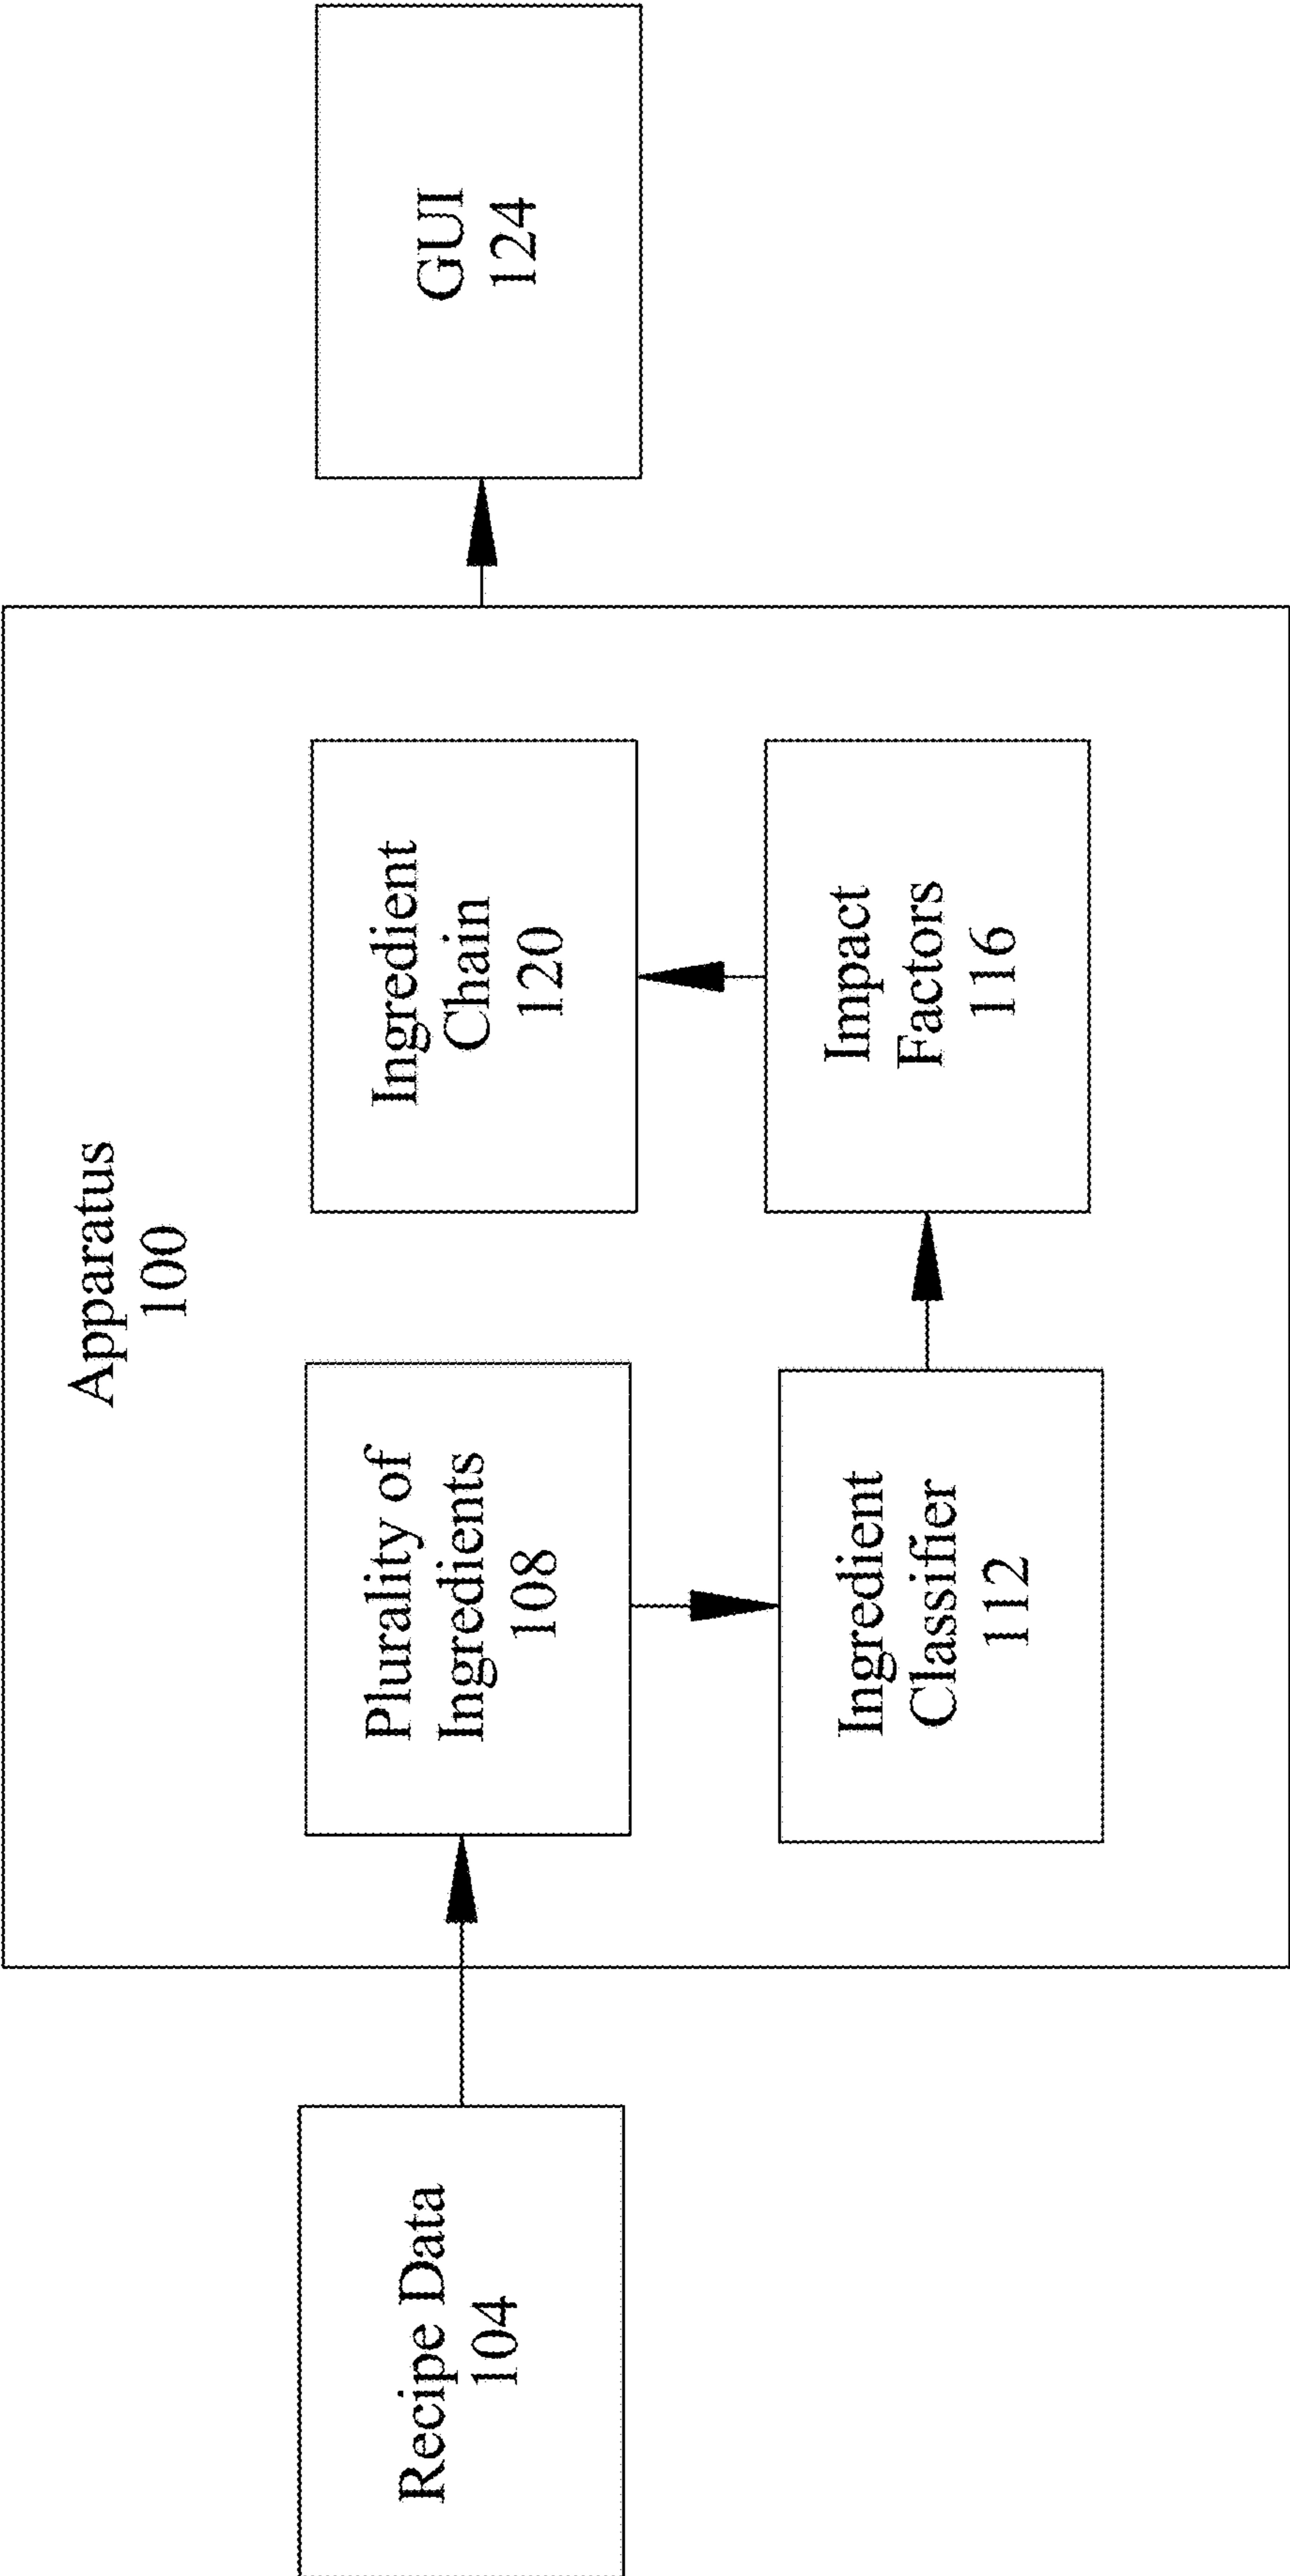 Apparatus
100
Recipe Data
104
Plurality of
Ingredients
108
Ingredient
Classifier
112
Impact
Factors
116
Ingredient
Chain
120
GUI
124